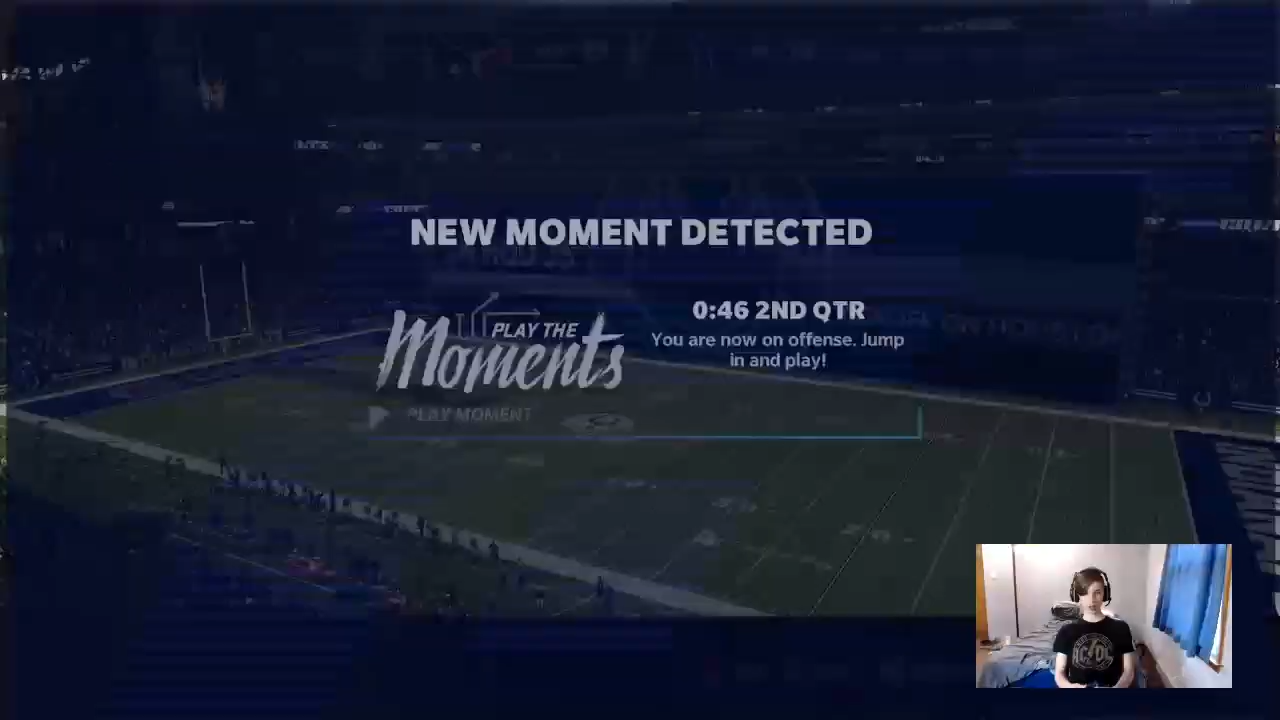 NEW MOMENT DETECTED
0:46 2ND QTR
PLAY THE
Moments
You are now on offense. Jump
in and play!
PLAY MOMENT
AC/DC